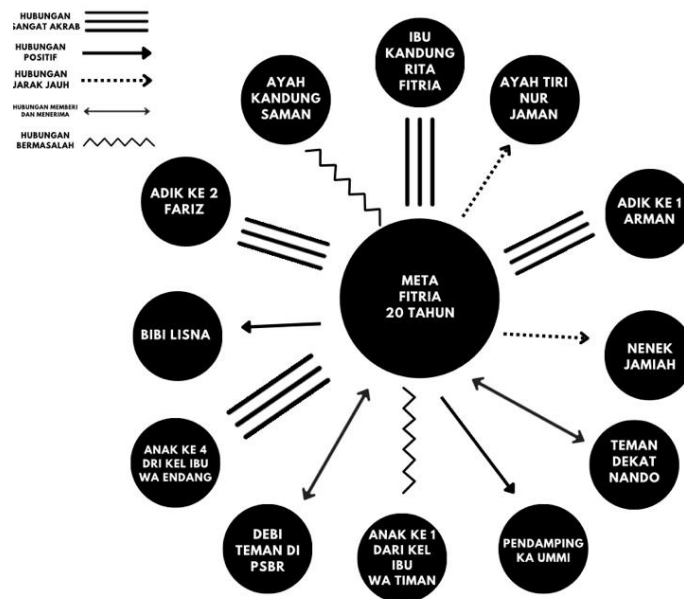 HUBUNGAN
SANGAT AKRAB
HUBUNGAN
POSITIF
HUBUNGAN
JARAK JAUH
HUBUNGAN MEMBERI
DAN MENERIMA
HUBUNGAN
BERMASALAH
IBU
KANDUNG
RITA
FITRIA
AYAH
KANDUNG
SAMAN
AYAH TIRI
NUR
JAMAN
ADIK KE 2
FARIZ
ADIK KE 1
ARMAN
META
FITRIA
20 TAHUN
BIBI LISNA
NENEK
JAMIAH
ANAK KE 4
DRI KEL IBU
WA ENDANG
TEMAN
DEKAT
NANDO
DEBI
TEMAN DI
PSBR
ANAK KE 1
DARI KEL
IBU
WA TIMAN
PENDAMPING
KA UMMI